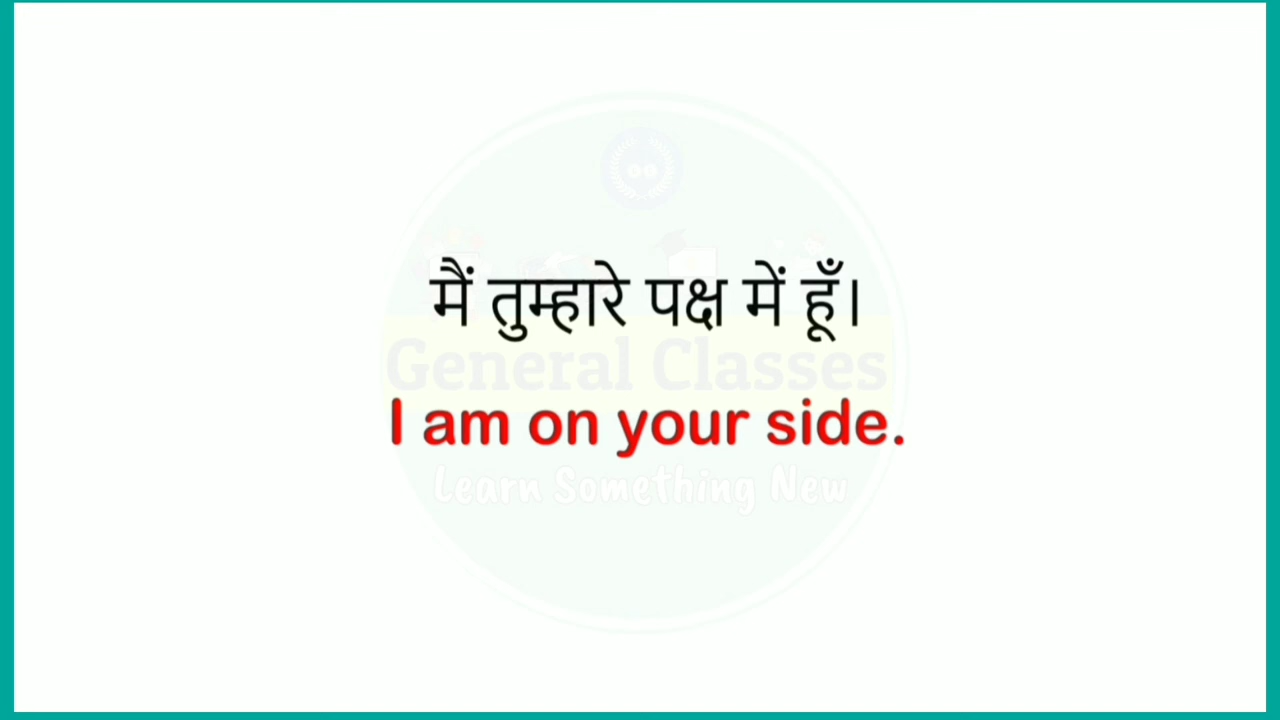 मैं तुम्हारे पक्ष में हूँ।
General Classes
I am on your side.
Learn Something New